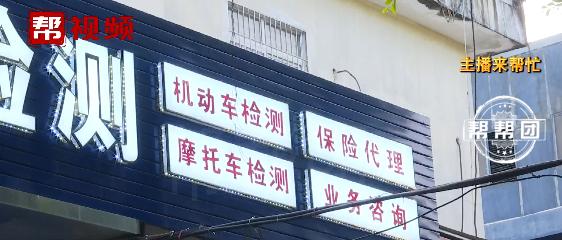 帮视频
主播来帮忙
检测
机动车检测
保险代理
帮帮团
摩托车检测
业务咨询